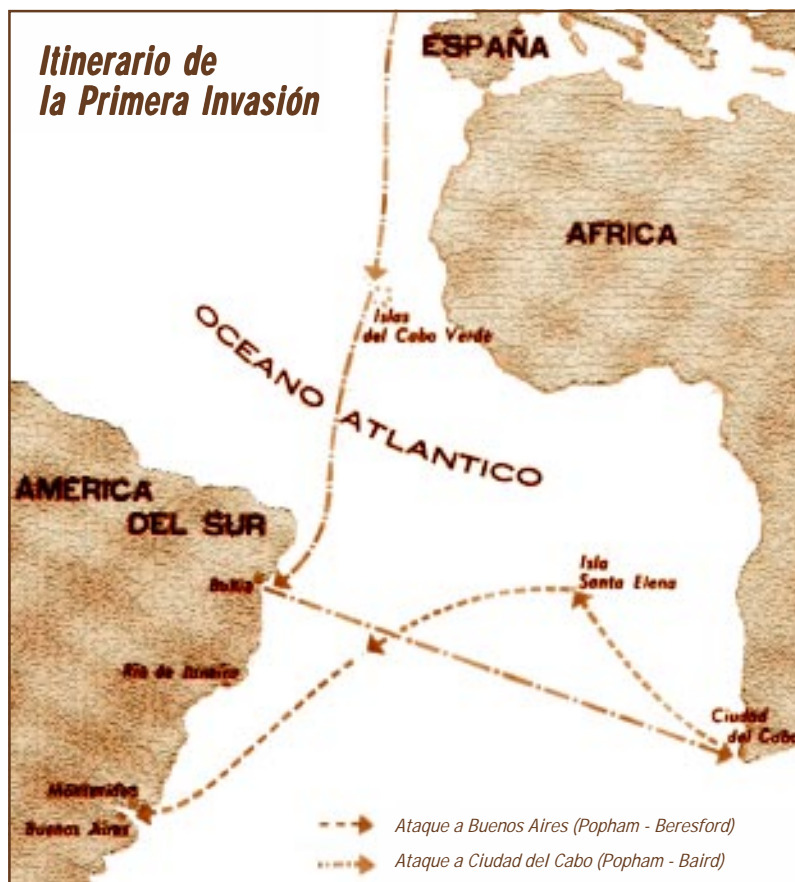 Itinerario de
la Primera Invasión
ESPAÑA
AFRICA
Islas
del Cabo Verde
OCEANO ATLANTICO
AMERICA
DEL SUR
Bahia
Isla
Santa Elena
Río de Janeiro
Ciudad
del Cabo
Montevideo
Buenos Aires
Ataque a Buenos Aires (Popham - Beresford)
Ataque a Ciudad del Cabo (Popham - Baird)